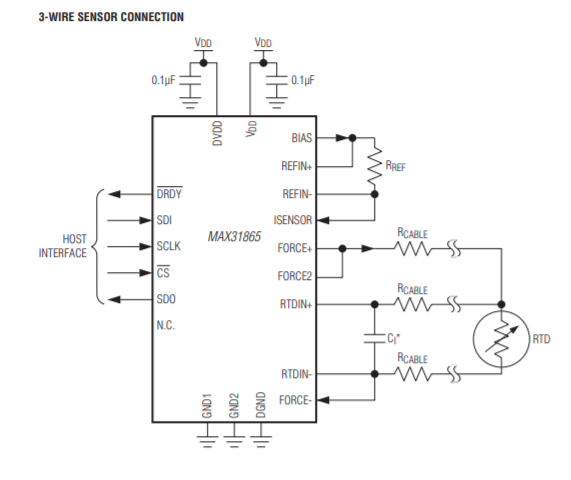 3-WIRE SENSOR CONNECTION
VDD VDD
0.1µF 0.1µF
DVDD VDD
BIAS
REFIN+ RREF
DRDY REFIN-
SDI ISENSOR
MAX31865
HOST
INTERFACE
SCLK FORCE+ RCABLE
CS FORCE2
SDO RTDIN+ RCABLE
N.C.
CI* RTD
RTDIN- RCABLE
GND1 GND2 DGND FORCE-